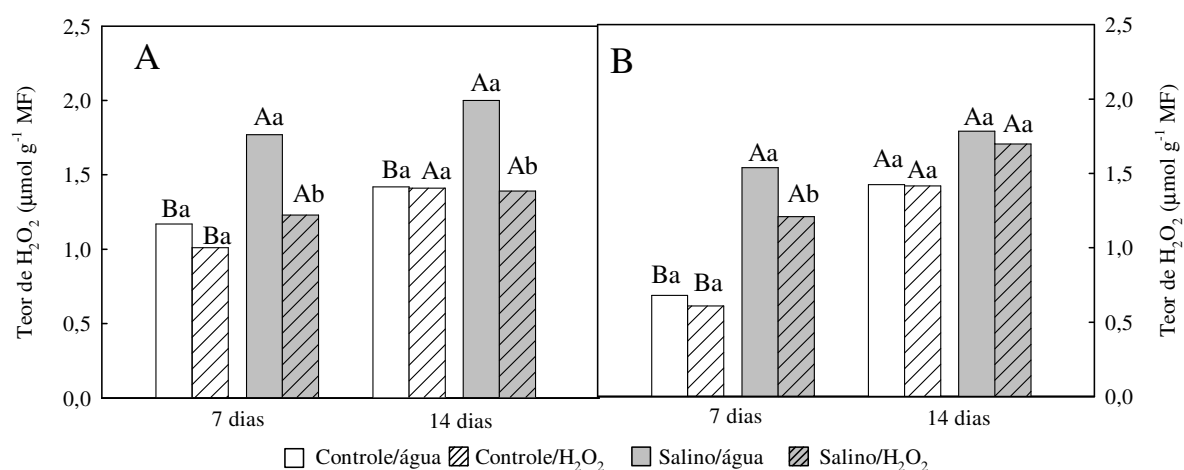 A
B
2,5
2,0
1,5
1,0
0,5
0,0
Teor de H₂O₂ (μmol g⁻¹ MF)
Ba
Ba
Aa
Ab
Ba
Aa
Aa
Ab
7 dias
14 dias
Ba
Ba
Aa
Ab
Aa
Aa
Aa
Aa
7 dias
14 dias
2,5
2,0
1,5
1,0
0,5
0,0
Teor de H₂O₂ (μmol g⁻¹ MF)
Controle/água Controle/H₂O₂ Salino/água Salino/H₂O₂